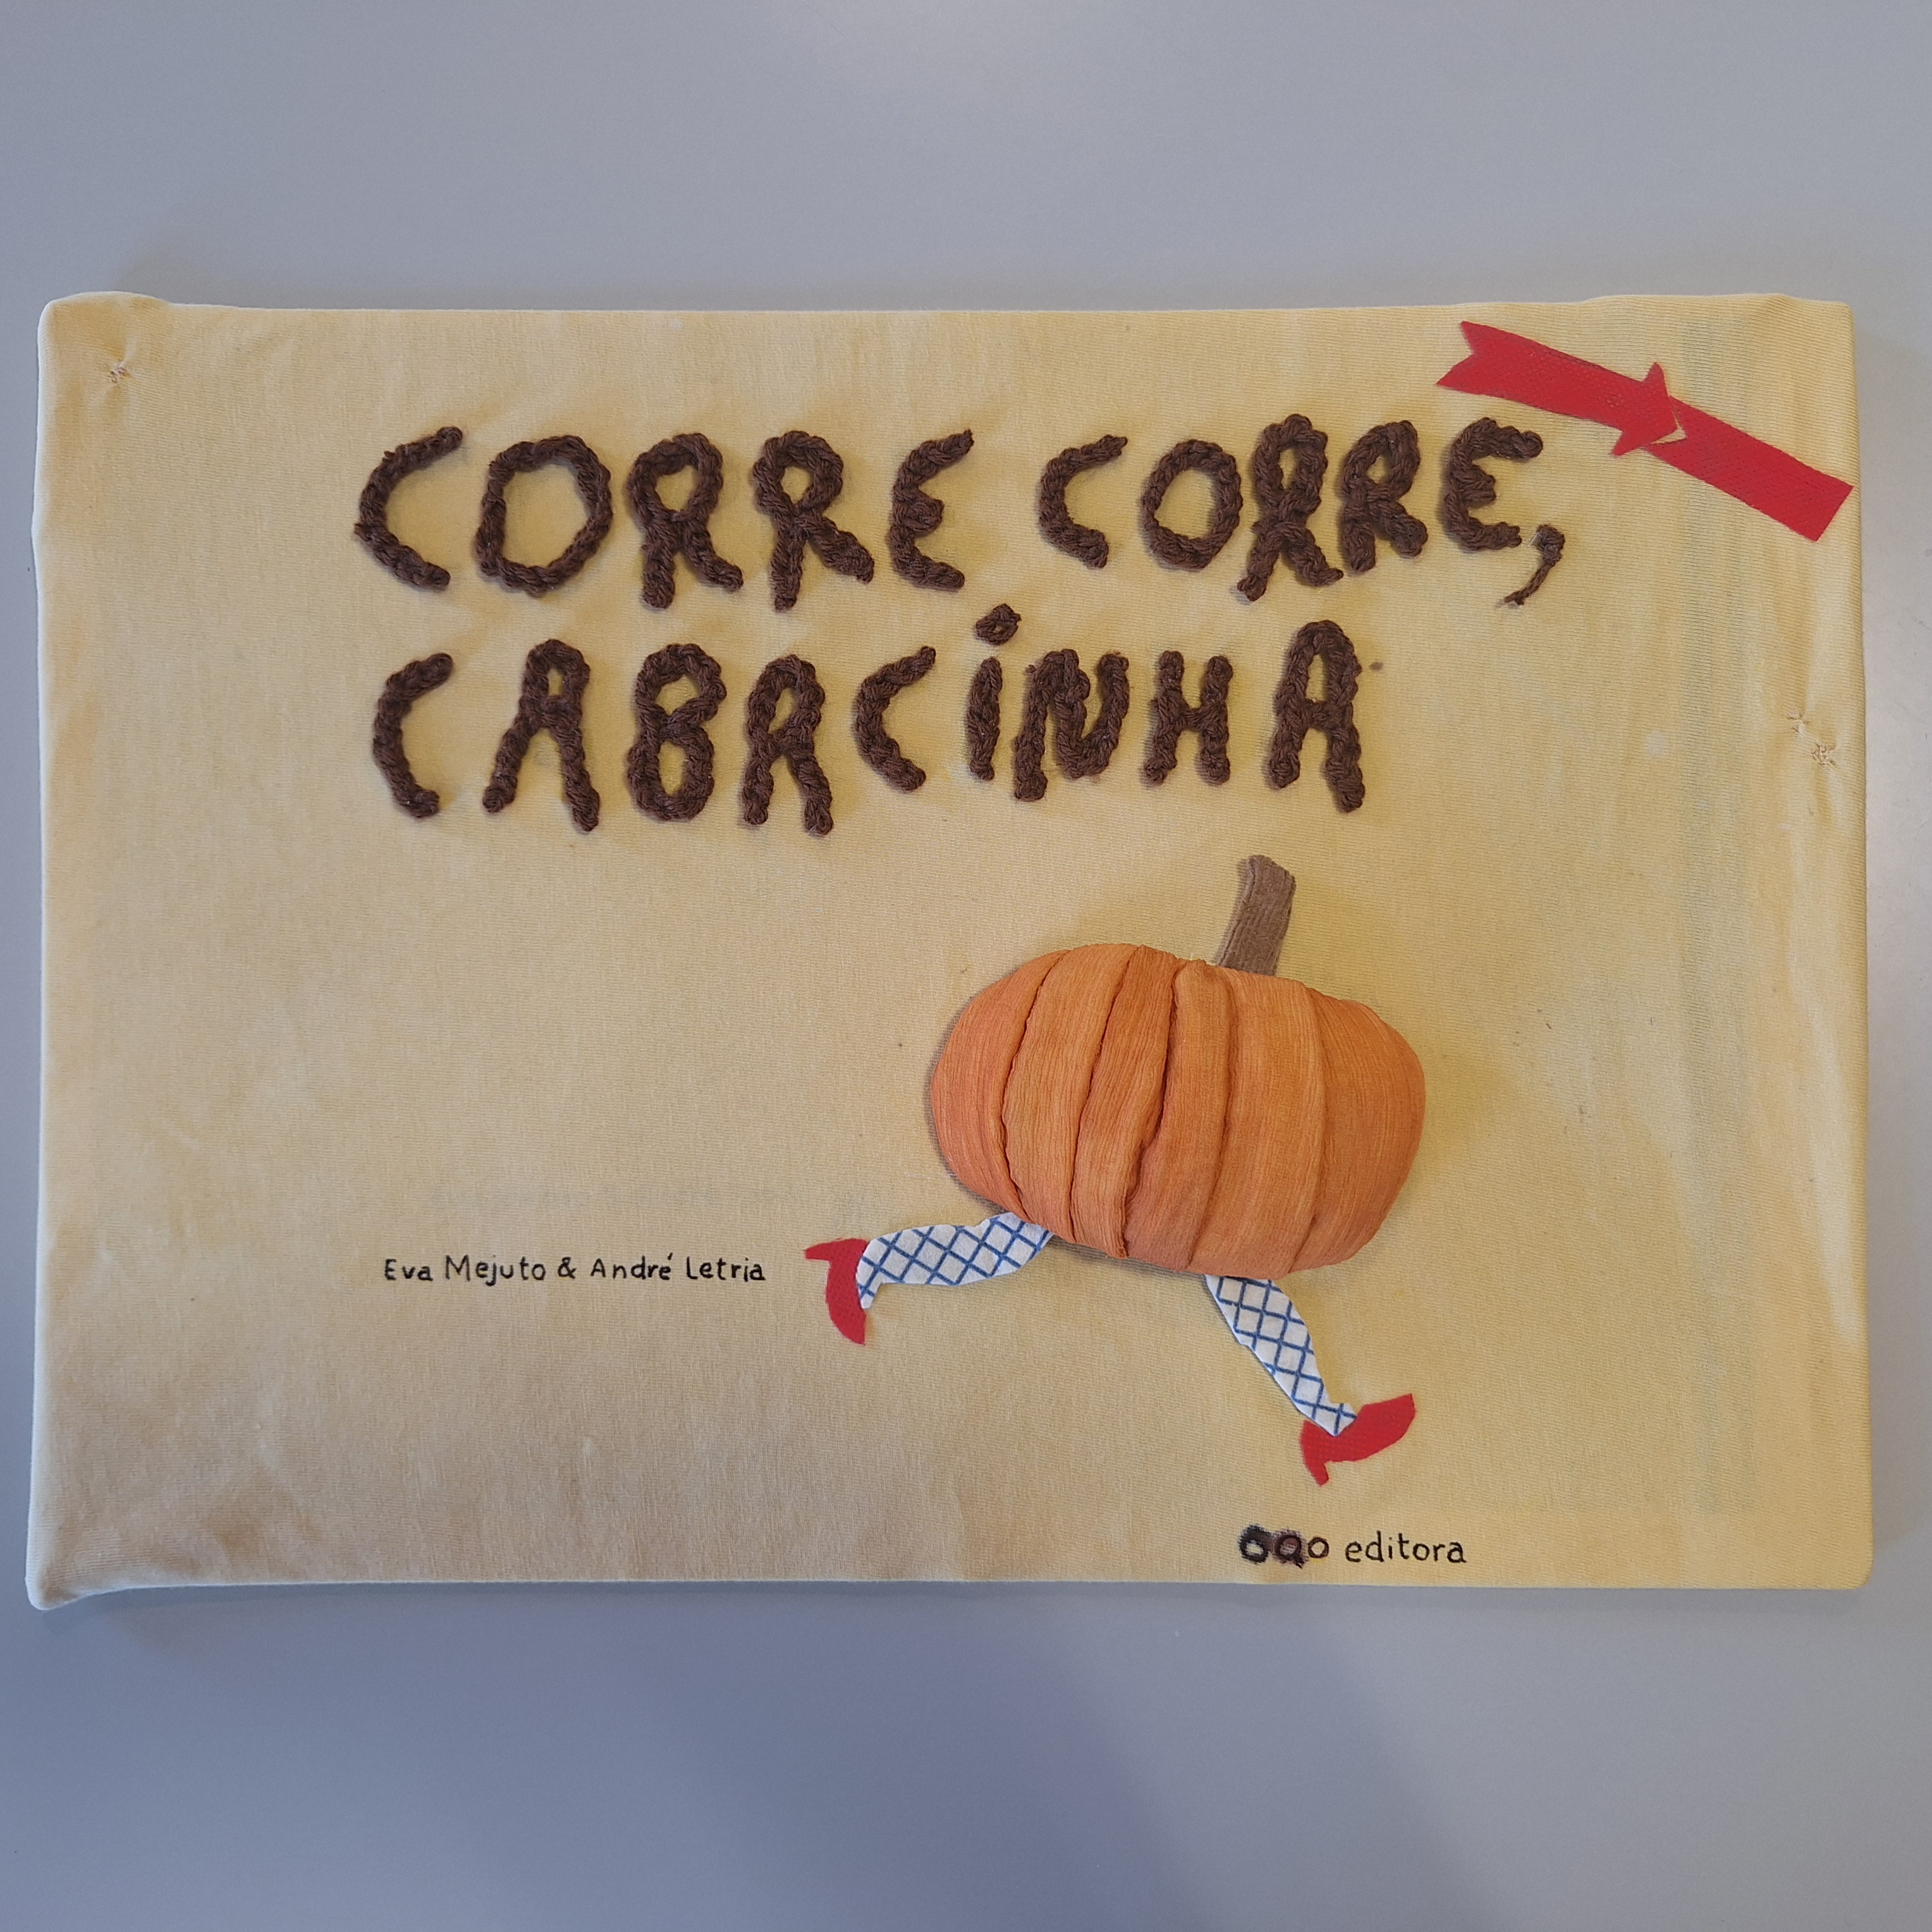 CORRE CORRE,
CABACINHA
Eva Mejuto & André Letria
OQO editora